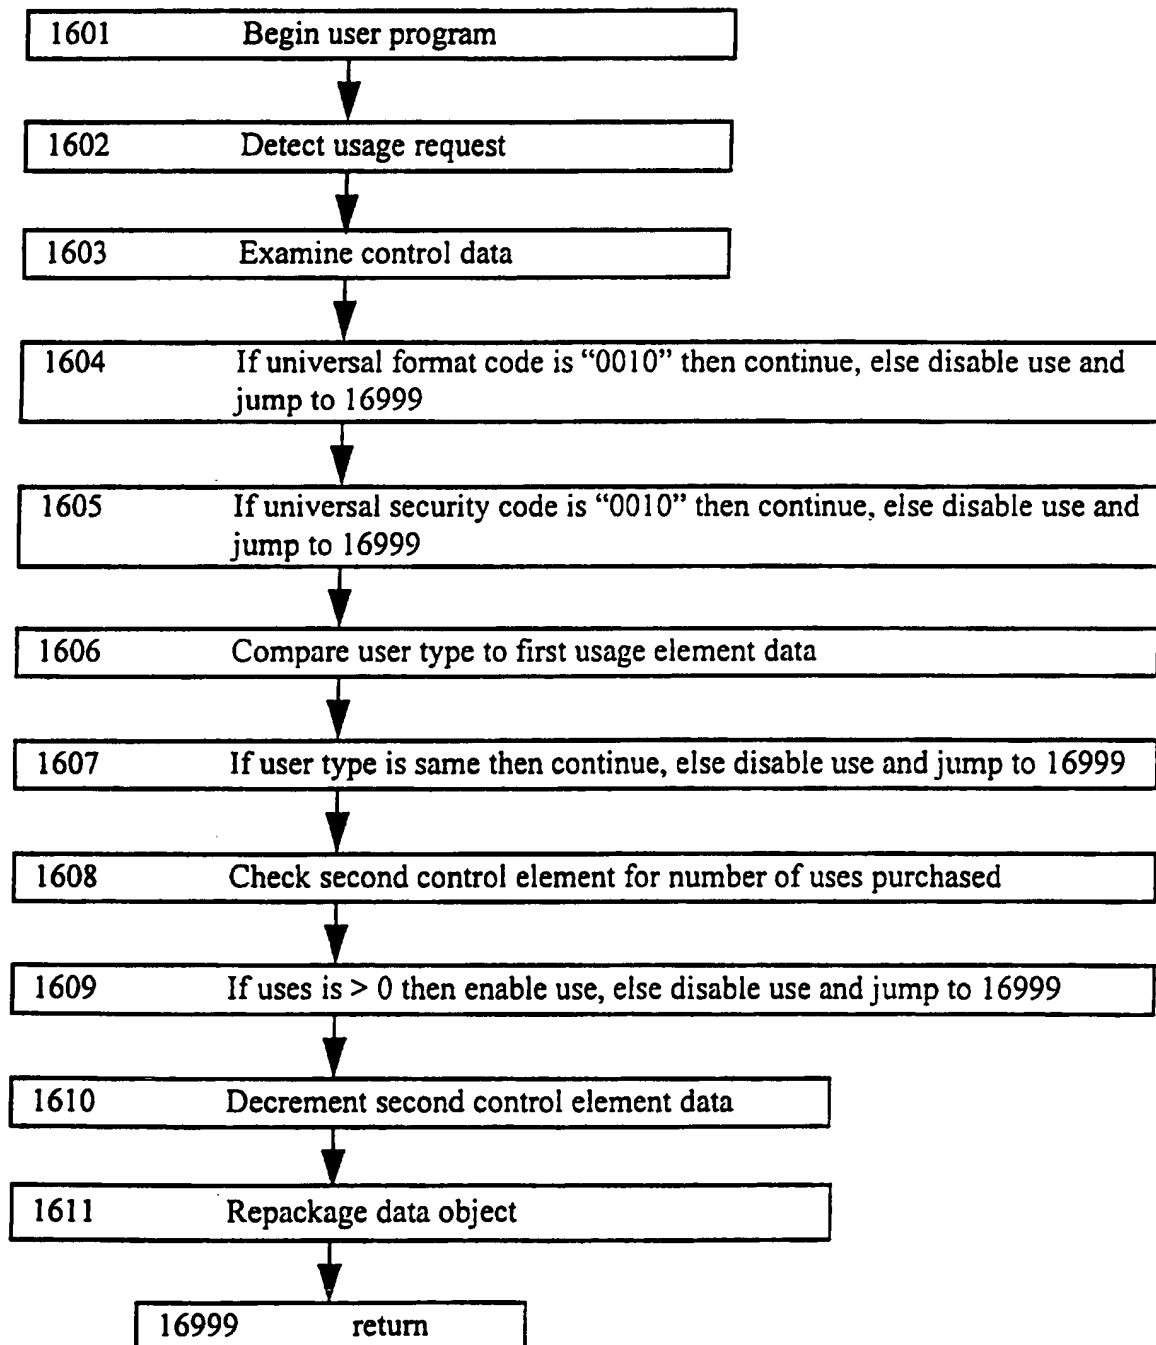 1601 Begin user program
1602 Detect usage request
1603 Examine control data
1604 If universal format code is “0010” then continue, else disable use and
jump to 16999
1605 If universal security code is “0010” then continue, else disable use and
jump to 16999
1606 Compare user type to first usage element data
1607 If user type is same then continue, else disable use and jump to 16999
1608 Check second control element for number of uses purchased
1609 If uses is > 0 then enable use, else disable use and jump to 16999
1610 Decrement second control element data
1611 Repackage data object
16999 return